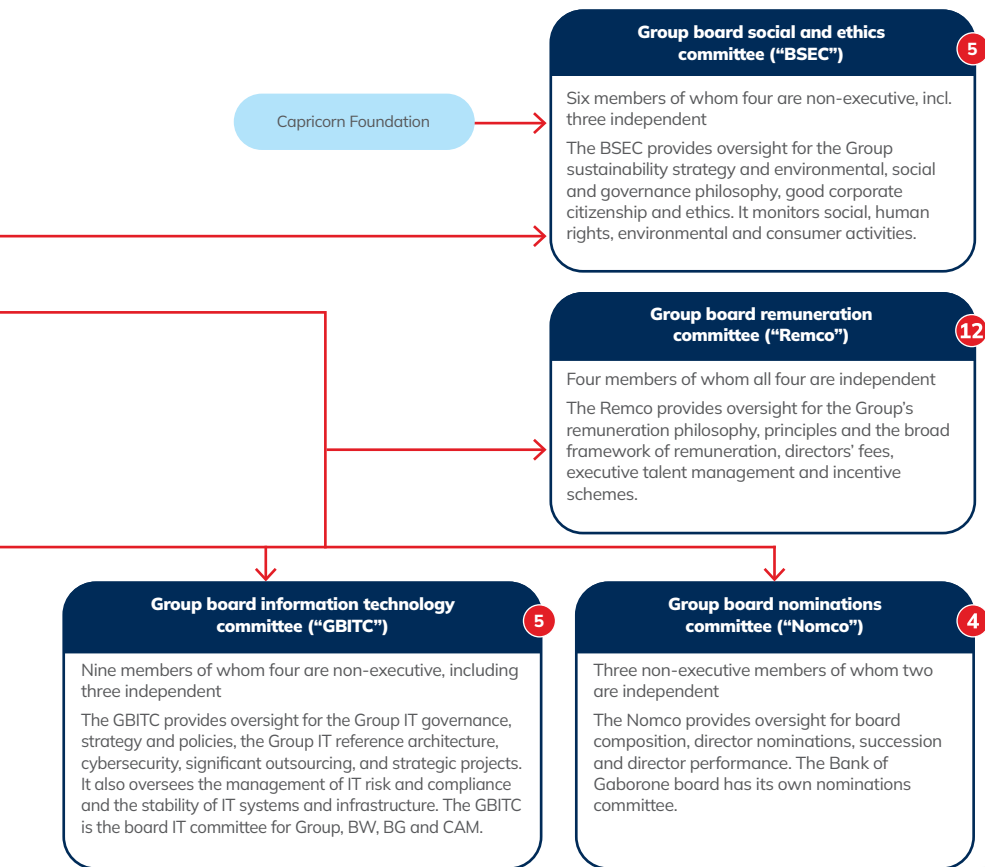 Group board social and ethics
committee (“BSEC”)
5
Six members of whom four are non-executive, incl.
three independent
The BSEC provides oversight for the Group
sustainability strategy and environmental, social
and governance philosophy, good corporate
citizenship and ethics. It monitors social, human
rights, environmental and consumer activities.
Capricorn Foundation
Group board remuneration
committee (“Remco”)
12
Four members of whom all four are independent
The Remco provides oversight for the Group’s
remuneration philosophy, principles and the broad
framework of remuneration, directors’ fees,
executive talent management and incentive
schemes.
Group board information technology
committee (“GBITC”)
5
Nine members of whom four are non-executive, including
three independent
The GBITC provides oversight for the Group IT governance,
strategy and policies, the Group IT reference architecture,
cybersecurity, significant outsourcing, and strategic projects.
It also oversees the management of IT risk and compliance
and the stability of IT systems and infrastructure. The GBITC
is the board IT committee for Group, BW, BG and CAM.
Group board nominations
committee (“Nomco”)
4
Three non-executive members of whom two
are independent
The Nomco provides oversight for board
composition, director nominations, succession
and director performance. The Bank of
Gaborone board has its own nominations
committee.